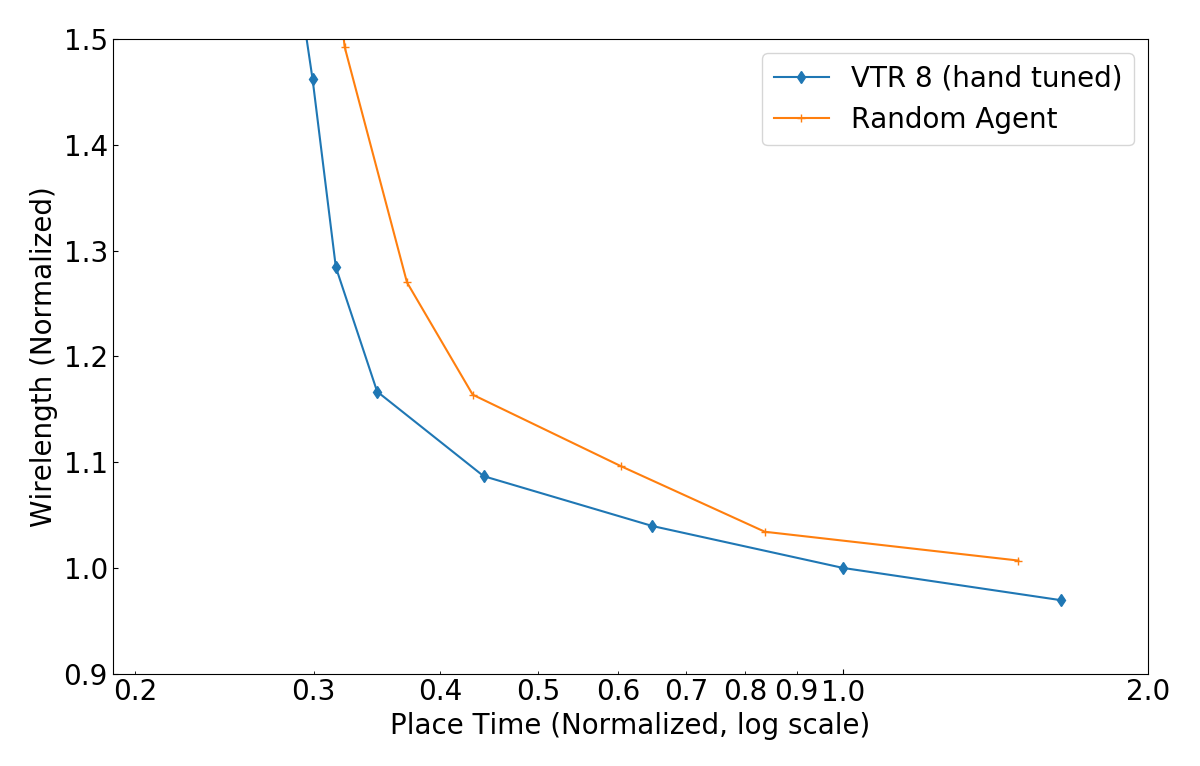 1.5
1.4
1.3
1.2
1.1
1.0
0.9
Wirelength (Normalized)
VTR 8 (hand tuned)
Random Agent
0.2 0.3 0.4 0.5 0.6 0.7 0.8 0.9 1.0 2.0
Place Time (Normalized, log scale)